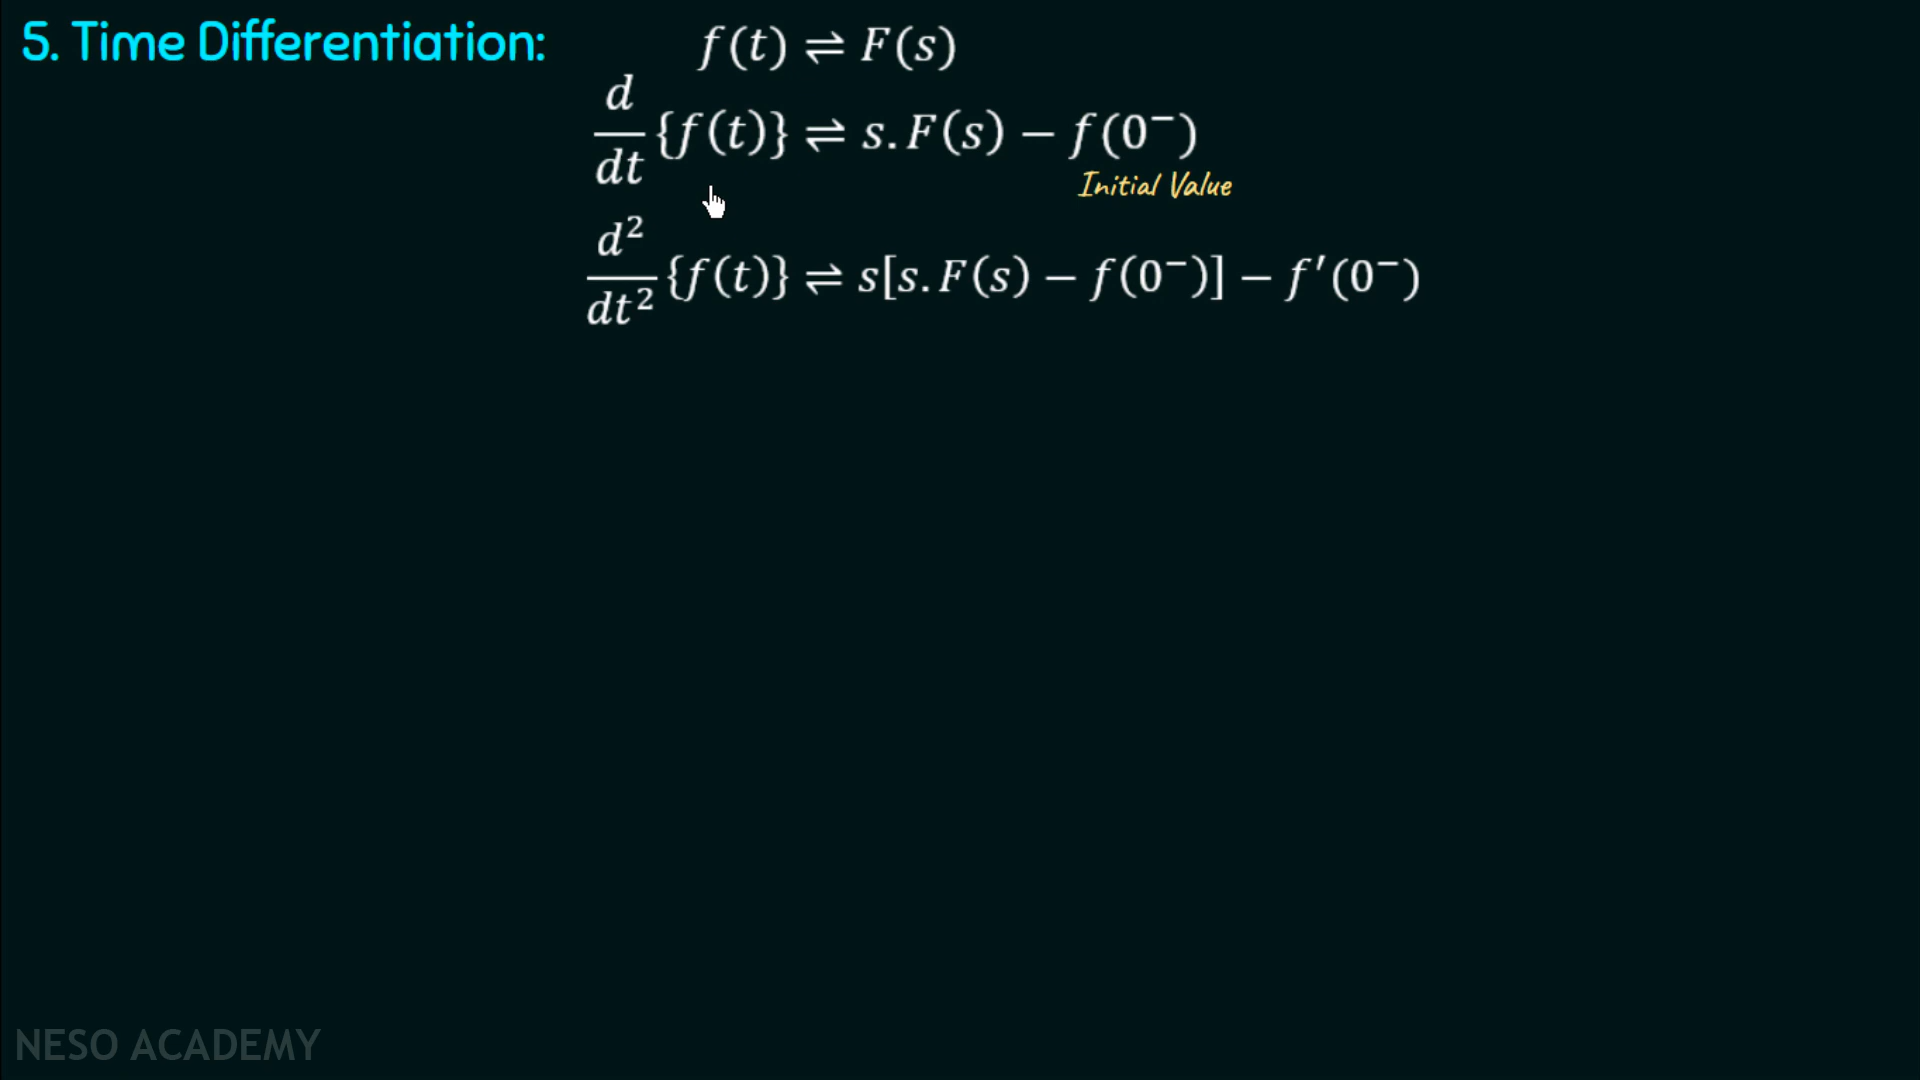 5. Time Differentiation:
f(t) ⇌ F(s)
d/dt {f(t)} ⇌ s.F(s) − f(0⁻)
Initial Value
d²/dt² {f(t)} ⇌ s[s.F(s) − f(0⁻)] − f′(0⁻)
NESO ACADEMY